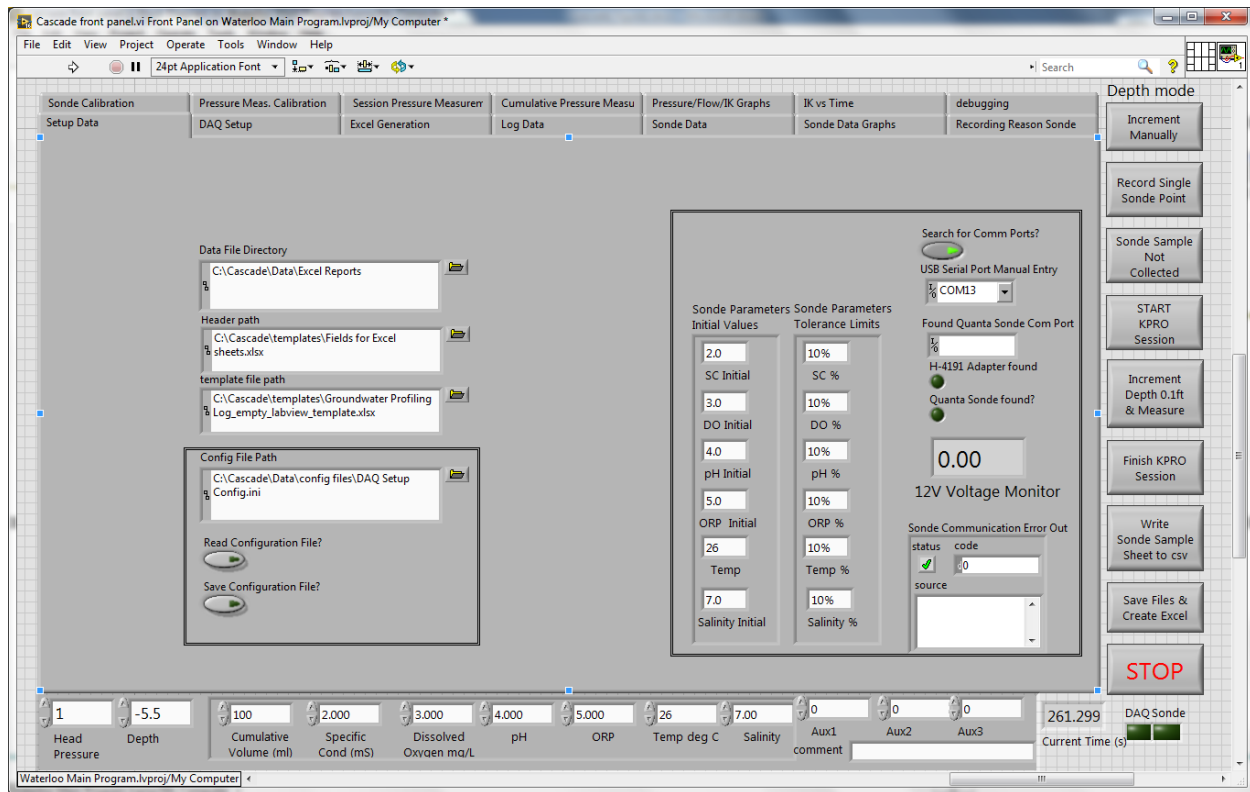 Cascade front panel.vi Front Panel on Waterloo Main Program.lvproj/My Computer *
File Edit View Project Operate Tools Window Help
24pt Application Font
Search
1
Sonde Calibration
Pressure Meas. Calibration
Session Pressure Measurem
Cumulative Pressure Measu
Pressure/Flow/IK Graphs
IK vs Time
debugging
Setup Data
DAQ Setup
Excel Generation
Log Data
Sonde Data
Sonde Data Graphs
Recording Reason Sonde
Data File Directory
C:\Cascade\Data\Excel Reports
Header path
C:\Cascade\templates\Fields for Excel
sheets.xlsx
template file path
C:\Cascade\templates\Groundwater Profiling
Log_empty_labview_template.xlsx
Config File Path
C:\Cascade\Data\config files\DAQ Setup
Config.ini
Read Configuration File?
Save Configuration File?
Sonde Parameters
Initial Values
2.0
SC Initial
3.0
DO Initial
4.0
pH Initial
5.0
ORP Initial
26
Temp
7.0
Salinity Initial
Sonde Parameters
Tolerance Limits
10%
SC %
10%
DO %
10%
pH %
10%
ORP %
10%
Temp %
10%
Salinity %
Search for Comm Ports?
USB Serial Port Manual Entry
COM13
Found Quanta Sonde Com Port
H-4191 Adapter found
Quanta Sonde found?
0.00
12V Voltage Monitor
Sonde Communication Error Out
status code
0
source
Depth mode
Increment
Manually
Record Single
Sonde Point
Sonde Sample
Not
Collected
START
KPRO
Session
Increment
Depth 0.1ft
& Measure
Finish KPRO
Session
Write
Sonde Sample
Sheet to csv
Save Files &
Create Excel
STOP
DAQ Sonde
1
Head
Pressure
-5.5
Depth
100
Cumulative
Volume (ml)
2.000
Specific
Cond (mS)
3.000
Dissolved
Oxygen mg/L
4.000
pH
5.000
ORP
26
Temp deg C
7.00
Salinity
0
Aux1
0
Aux2
0
Aux3
comment
261.299
Current Time (s)
Waterloo Main Program.lvproj/My Computer